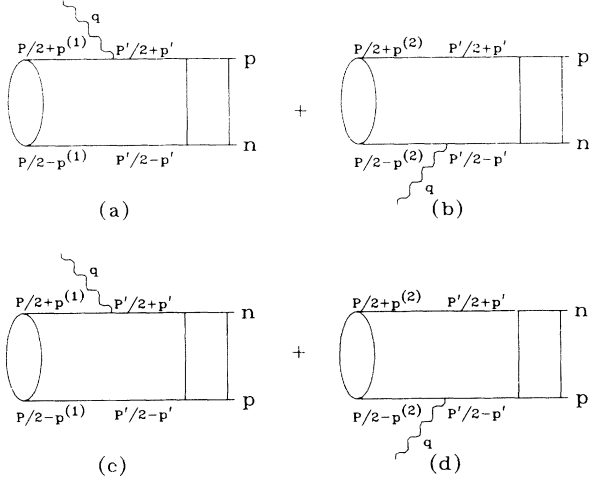 q
P/2+p(1) P'/2+p' p
P/2-p(1) P'/2-p' n
(a)
+
P/2+p(2) P'/2+p' p
P/2-p(2) P'/2-p' n
q
(b)
q
P/2+p(1) P'/2+p' n
P/2-p(1) P'/2-p' p
(c)
+
P/2+p(2) P'/2+p' n
P/2-p(2) P'/2-p' p
q
(d)